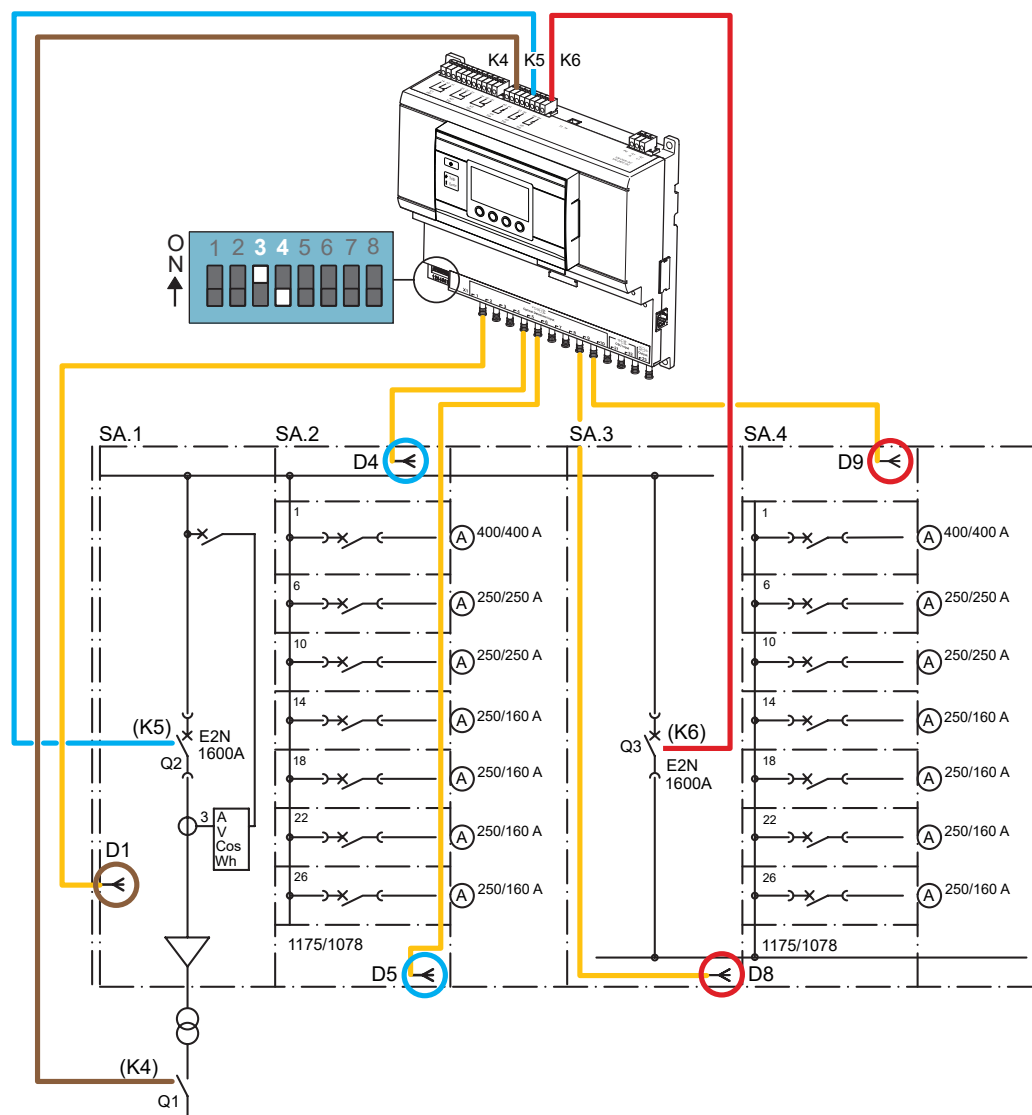 K4 K5 K6
ON
1 2 3 4 5 6 7 8
SA.1
SA.2
SA.3
SA.4
D4
D9
1
400/400 A
6
250/250 A
10
250/250 A
14
250/160 A
18
250/160 A
22
250/160 A
26
250/160 A
1175/1078
(K5)
E2N
1600A
Q2
3
A
V
Cos
Wh
D1
D5
(K4)
Q1
(K6)
Q3
E2N
1600A
D8
1
400/400 A
6
250/250 A
10
250/250 A
14
250/160 A
18
250/160 A
22
250/160 A
26
250/160 A
1175/1078
A
A
A
A
A
A
A
A
A
A
A
A
A
A